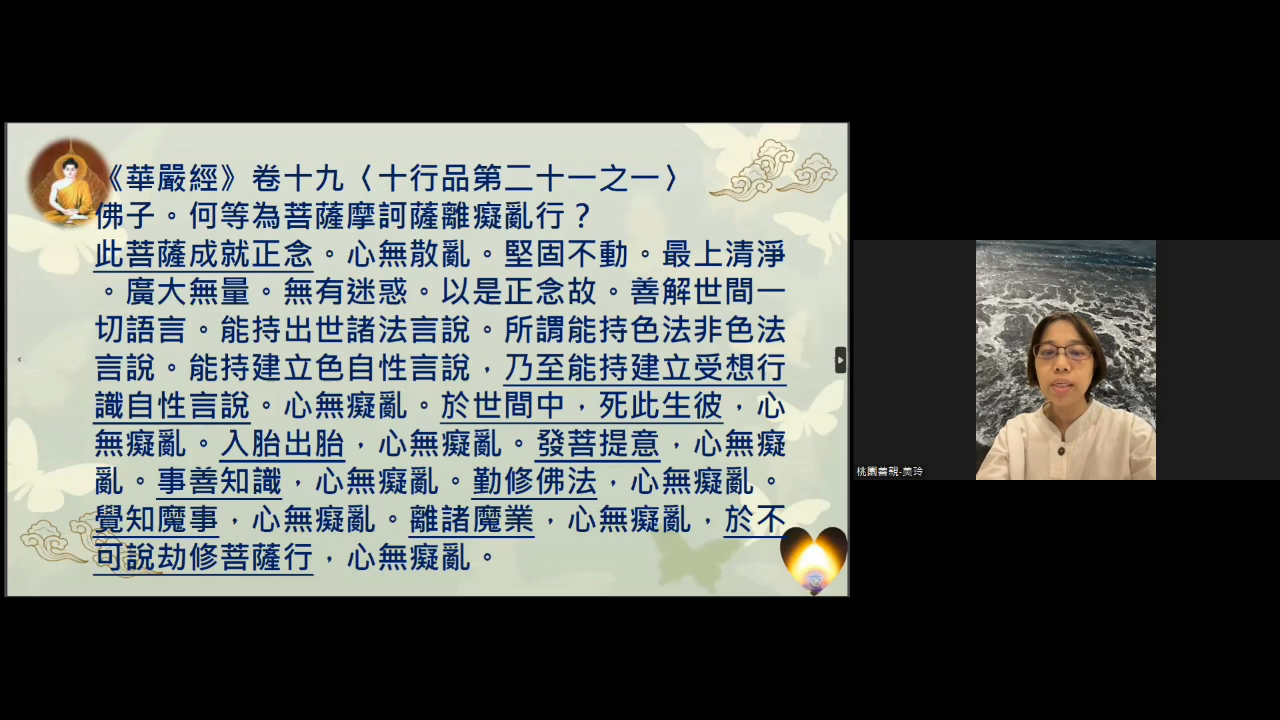 《華嚴經》卷十九〈十行品第二十一之一〉
佛子。何等為菩薩摩訶薩離癡亂行？
此菩薩成就正念。心無散亂。堅固不動。最上清淨
。廣大無量。無有迷惑。以是正念故。善解世間一
切語言。能持出世諸法言說。所謂能持色法非色法
言說。能持建立色自性言說，乃至能持建立受想行
識自性言說。心無癡亂。於世間中，死此生彼，心
無癡亂。入胎出胎，心無癡亂。發菩提意，心無癡
亂。事善知識，心無癡亂。勤修佛法，心無癡亂。
覺知魔事，心無癡亂。離諸魔業，心無癡亂，於不
可說劫修菩薩行，心無癡亂。
桃園善親-美玲